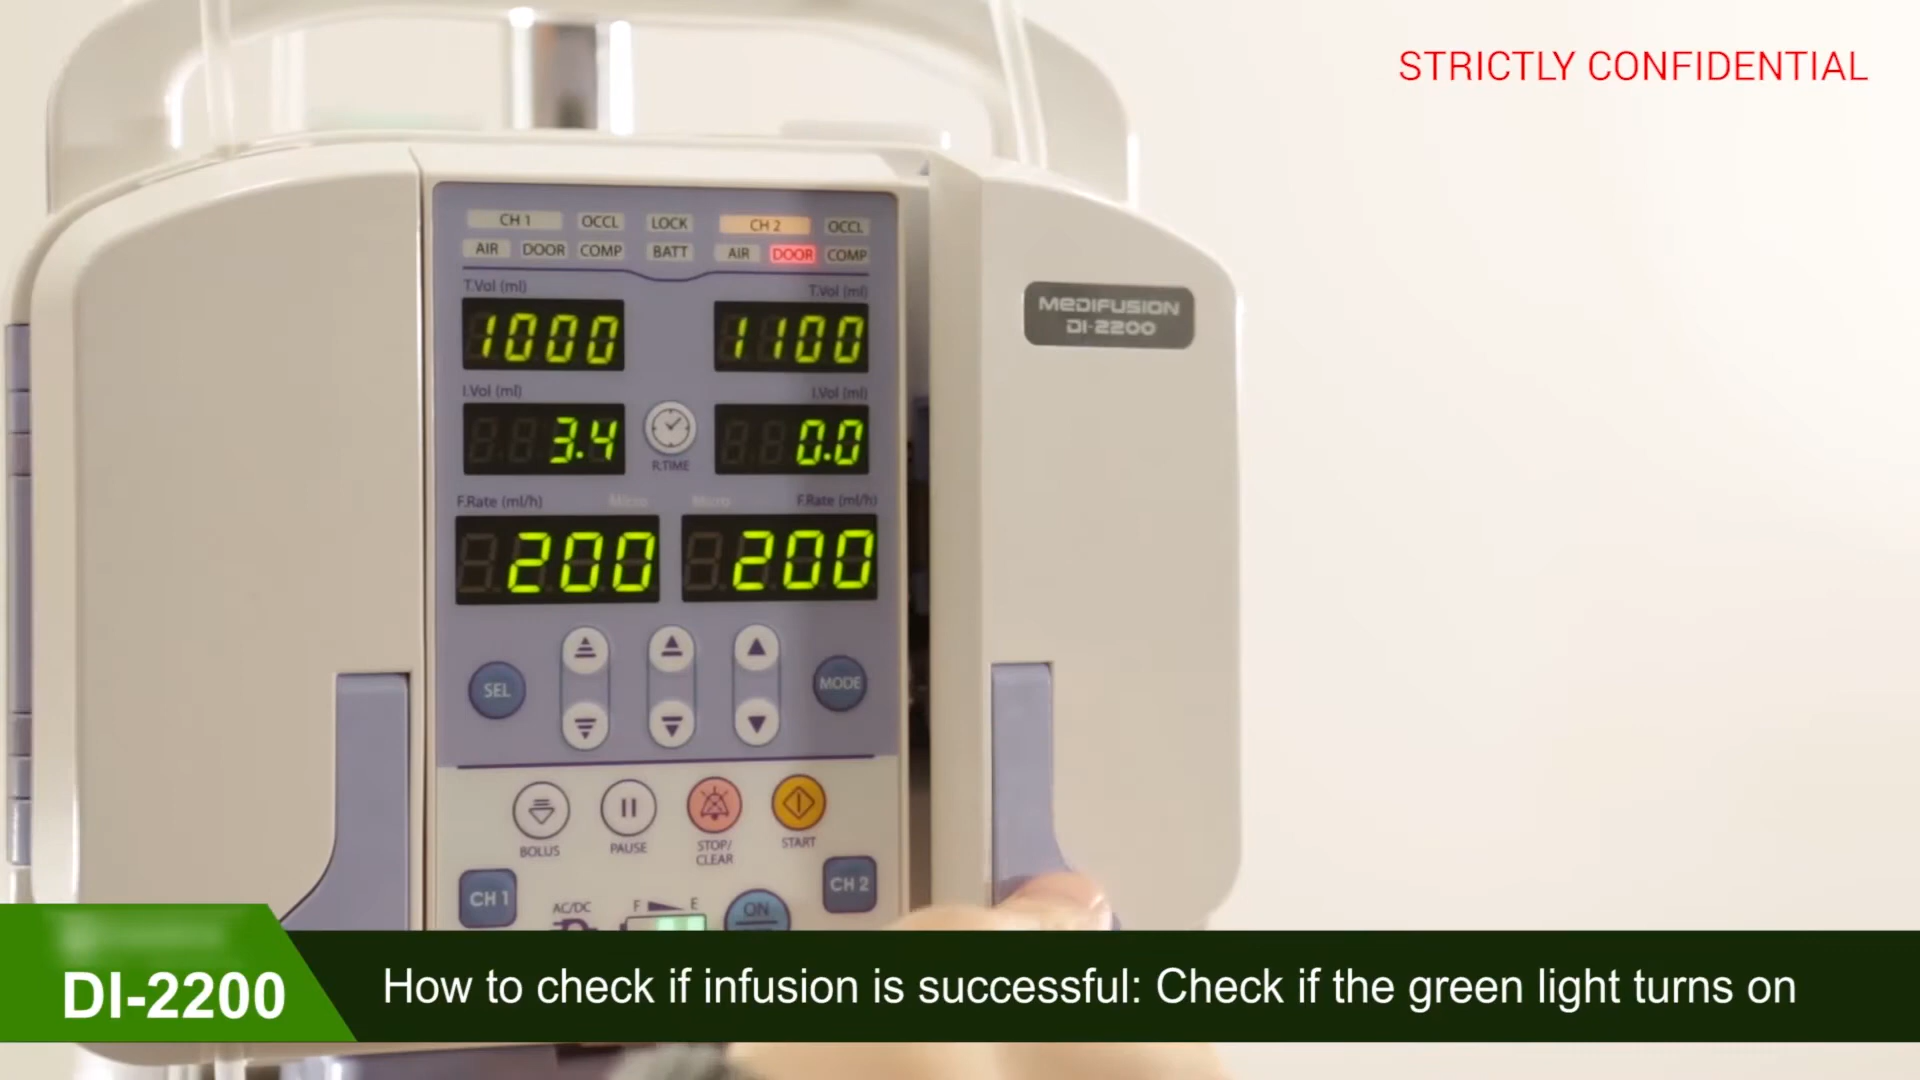 STRICTLY CONFIDENTIAL
CH 1 OCCL LOCK CH 2 OCCL
AIR DOOR COMP BATT AIR DOOR COMP
T.Vol (ml) T.Vol (ml)
1000 1100
MEDIFUSION
DI-2200
I.Vol (ml) I.Vol (ml)
3.4 0.0
R.TIME
F.Rate (ml/h) Micro Micro F.Rate (ml/h)
200 200
SEL MODE
BOLUS PAUSE STOP/
CLEAR START
CH 1 CH 2
AC/DC F E ON
DI-2200
How to check if infusion is successful: Check if the green light turns on